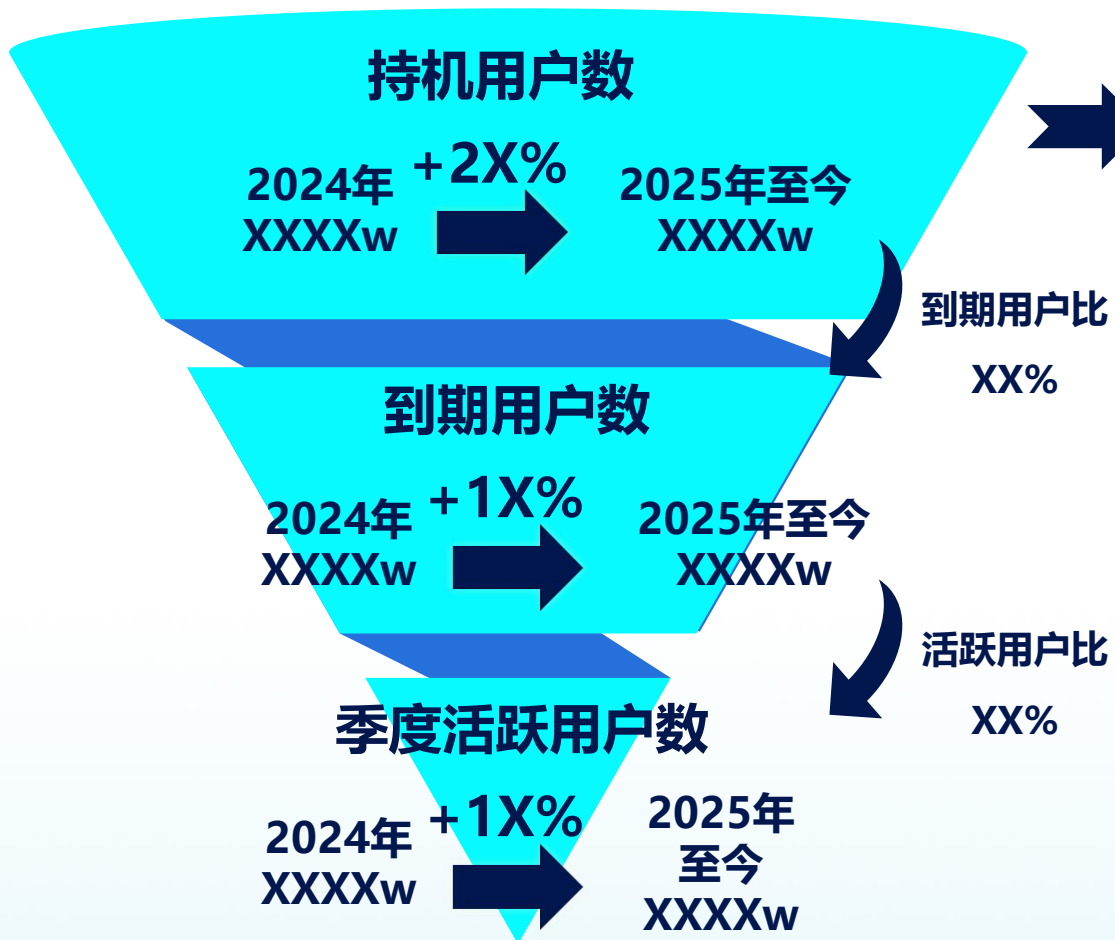 持机用户数
+2X%
2024年
XXXXw
2025年至今
XXXXw
到期用户比
XX%
到期用户数
+1X%
2024年
XXXXw
2025年至今
XXXXw
活跃用户比
XX%
季度活跃用户数
+1X%
2024年
XXXXw
2025年
至今
XXXXw